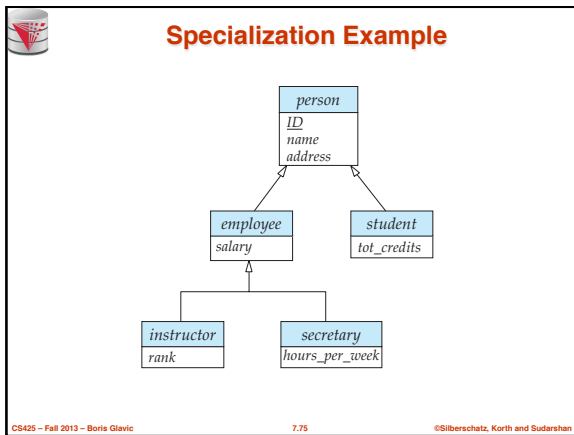 Specialization Example
person
ID
name
address
employee
salary
student
tot_credits
instructor
rank
secretary
hours_per_week
CS425 – Fall 2013 – Boris Glavic 7.75 ©Silberschatz, Korth and Sudarshan